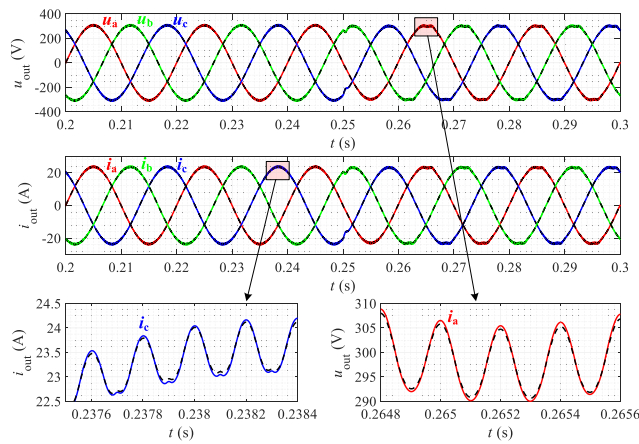 400
200
0
-200
-400
u_out (V)
u_a u_b u_c
0.2 0.21 0.22 0.23 0.24 0.25 0.26 0.27 0.28 0.29 0.3
t (s)
20
0
-20
i_out (A)
i_a i_b i_c
0.2 0.21 0.22 0.23 0.24 0.25 0.26 0.27 0.28 0.29 0.3
t (s)
24.5
24
23.5
23
22.5
i_out (A)
i_c
0.2376 0.2378 0.238 0.2382 0.2384
t (s)
310
305
300
295
290
u_out (V)
i_a
0.2648 0.265 0.2652 0.2654 0.2656
t (s)